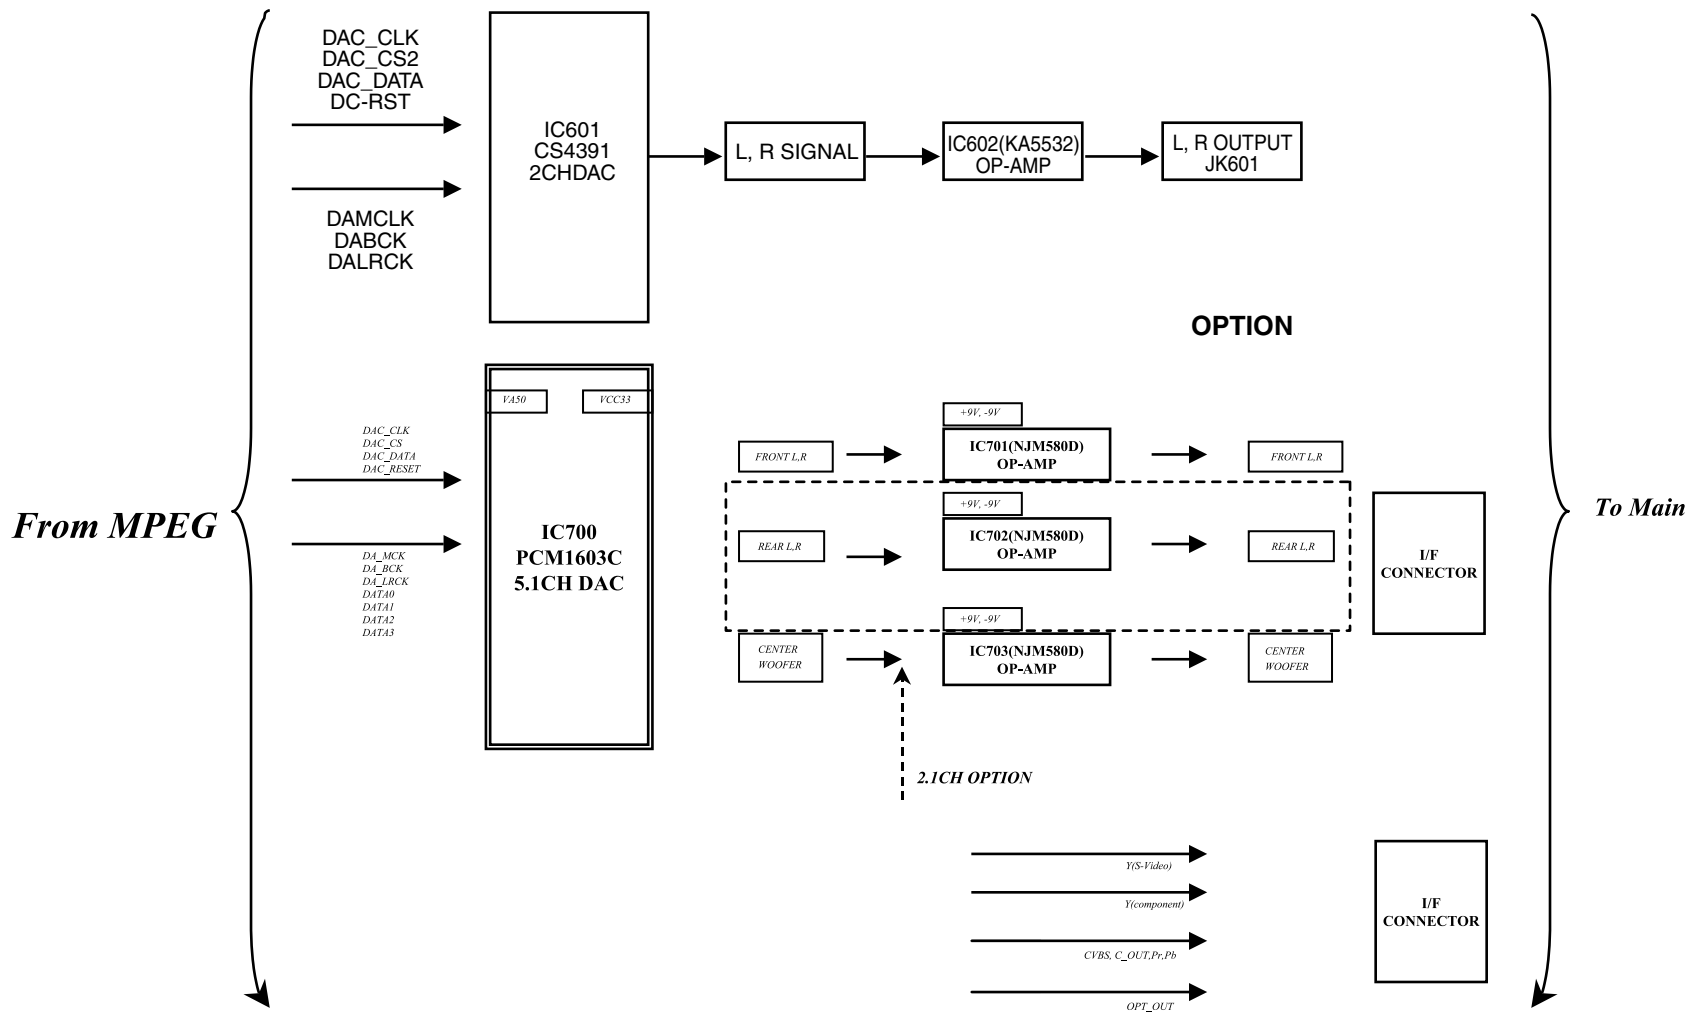 DAC_CLK
DAC_CS2
DAC_DATA
DC-RST
DAMCLK
DABCK
DALRCK
IC601
CS4391
2CHDAC
L, R SIGNAL
IC602(KA5532)
OP-AMP
L, R OUTPUT
JK601
OPTION
From MPEG
To Main
DAC_CLK
DAC_CS
DAC_DATA
DAC_RESET
DA_MCK
DA_BCK
DA_LRCK
DATA0
DATA1
DATA2
DATA3
VA50
VCC33
IC700
PCM1603C
5.1CH DAC
FRONT L,R
+9V, -9V
IC701(NJM580D)
OP-AMP
FRONT L,R
REAR L,R
+9V, -9V
IC702(NJM580D)
OP-AMP
REAR L,R
CENTER
WOOFER
+9V, -9V
IC703(NJM580D)
OP-AMP
CENTER
WOOFER
I/F
CONNECTOR
2.1CH OPTION
Y(S-Video)
Y(component)
CVBS, C_OUT,Pr,Pb
OPT_OUT
I/F
CONNECTOR